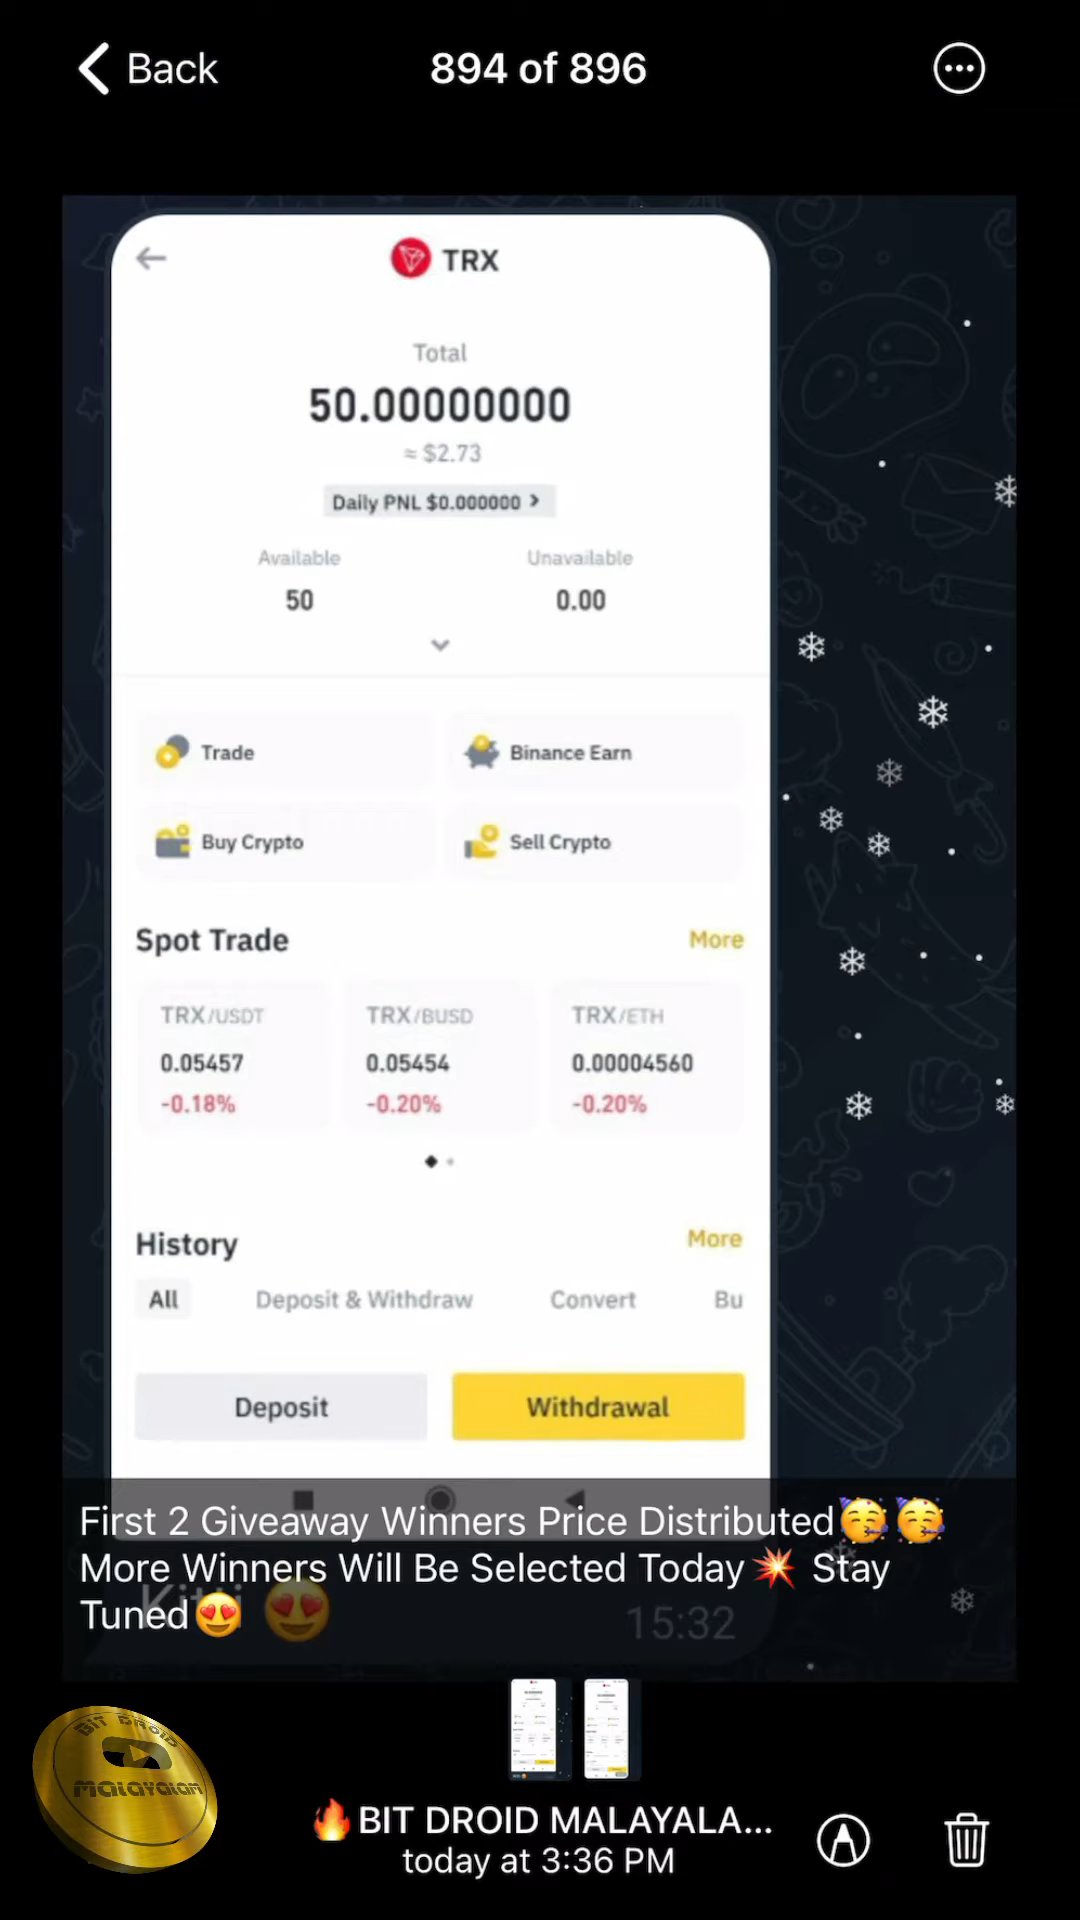 Back
894 of 896
TRX
Total
50.00000000
≈ $2.73
Daily PNL $0.000000 >
Available
Unavailable
50
0.00
Trade
Binance Earn
Buy Crypto
Sell Crypto
Spot Trade
More
TRX/USDT
TRX/BUSD
TRX/ETH
0.05457
0.05454
0.00004560
-0.18%
-0.20%
-0.20%
History
More
All
Deposit & Withdraw
Convert
Bu
Deposit
Withdrawal
First 2 Giveaway Winners Price Distributed🥳🥳
More Winners Will Be Selected Today💥 Stay
Tuned😍
Kitti 😍
15:32
BIT DROID
MALAYALAM
🔥BIT DROID MALAYALA...
today at 3:36 PM